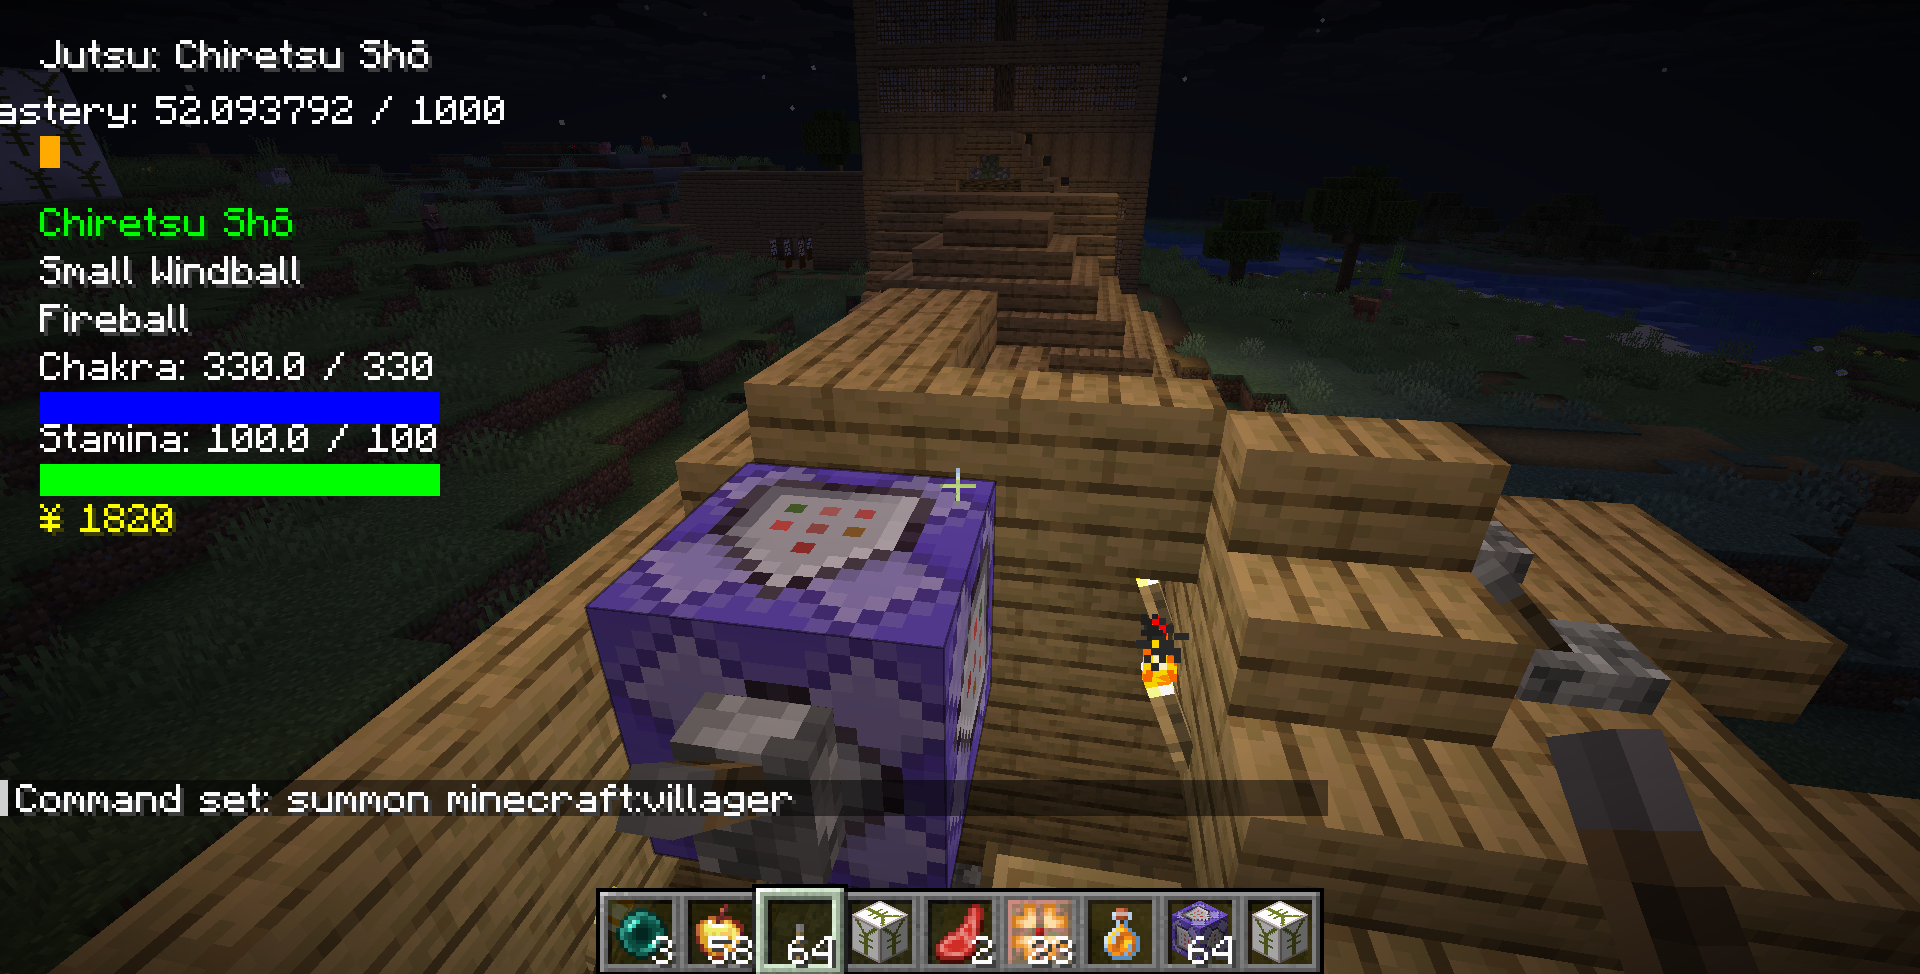 Jutsu: Chiretsu Shō
astery: 52.093792 / 1000
Chiretsu Shō
Small Windball
Fireball
Chakra: 330.0 / 330
Stamina: 100.0 / 100
¥ 1820
Command set: summon minecraft:villager
3 58 64 2 28 64